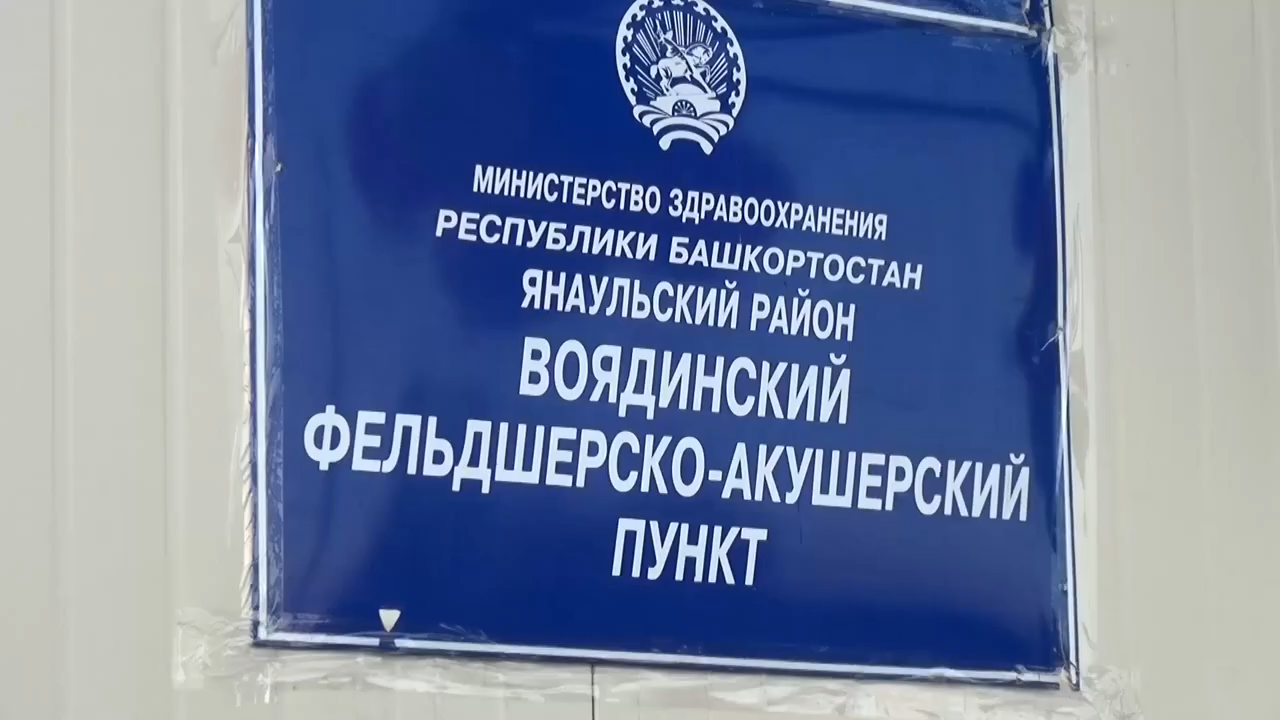 МИНИСТЕРСТВО ЗДРАВООХРАНЕНИЯ
РЕСПУБЛИКИ БАШКОРТОСТАН
ЯНАУЛЬСКИЙ РАЙОН
ВОЯДИНСКИЙ
ФЕЛЬДШЕРСКО-АКУШЕРСКИЙ
ПУНКТ